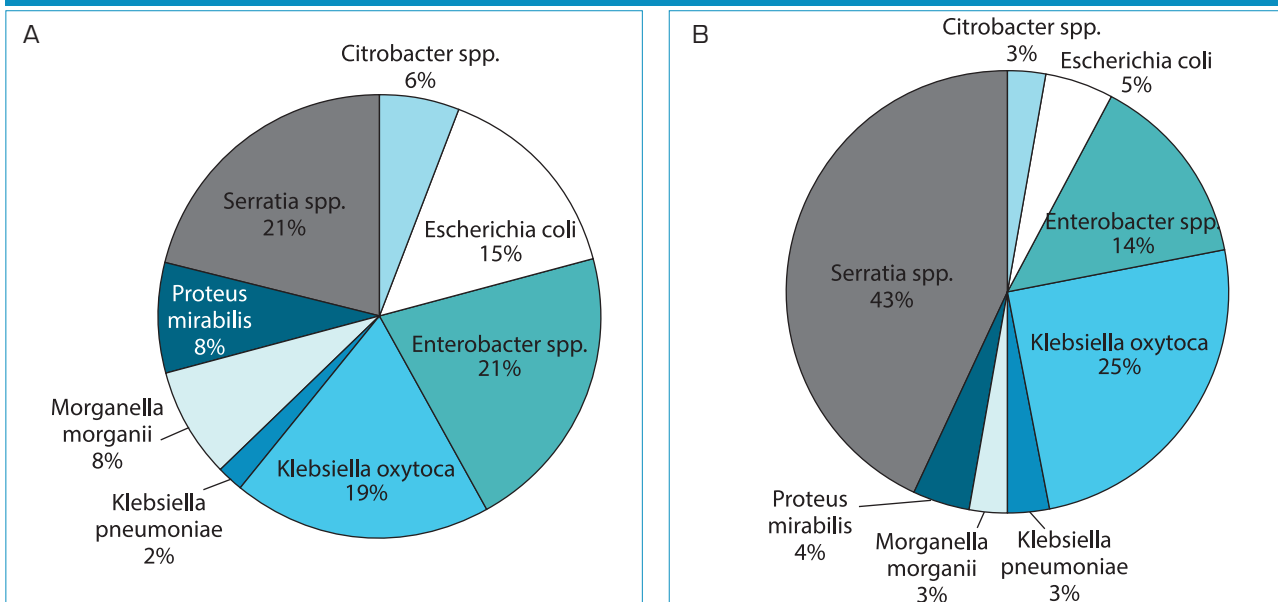 A
Citrobacter spp.
6%
Escherichia coli
15%
Enterobacter spp.
21%
Klebsiella oxytoca
19%
Klebsiella
pneumoniae
2%
Morganella
morganii
8%
Proteus
mirabilis
8%
Serratia spp.
21%
B
Citrobacter spp.
3%
Escherichia coli
5%
Enterobacter spp.
14%
Klebsiella oxytoca
25%
Klebsiella
pneumoniae
3%
Morganella
morganii
3%
Proteus
mirabilis
4%
Serratia spp.
43%